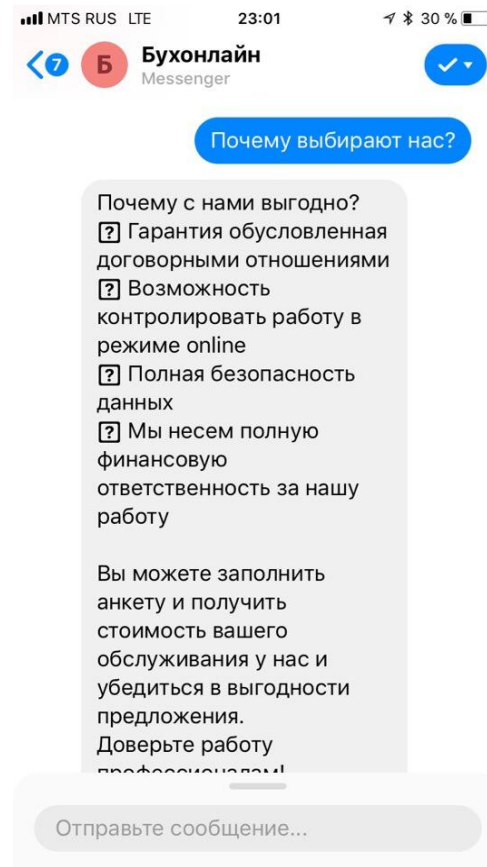 MTS RUS LTE 23:01 30 %
7 Б Бухонлайн
Messenger
Почему выбирают нас?
Почему с нами выгодно?
⍰ Гарантия обусловленная
договорными отношениями
⍰ Возможность
контролировать работу в
режиме online
⍰ Полная безопасность
данных
⍰ Мы несем полную
финансовую
ответственность за нашу
работу
Вы можете заполнить
анкету и получить
стоимость вашего
обслуживания у нас и
убедиться в выгодности
предложения.
Доверьте работу
профессионалам!
Отправьте сообщение...